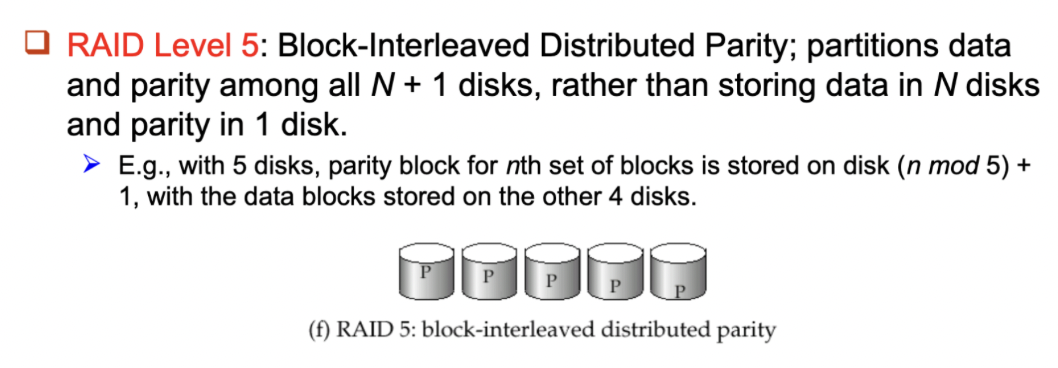 RAID Level 5: Block-Interleaved Distributed Parity; partitions data
and parity among all N + 1 disks, rather than storing data in N disks
and parity in 1 disk.
E.g., with 5 disks, parity block for nth set of blocks is stored on disk (n mod 5) +
1, with the data blocks stored on the other 4 disks.
P P P P P
(f) RAID 5: block-interleaved distributed parity